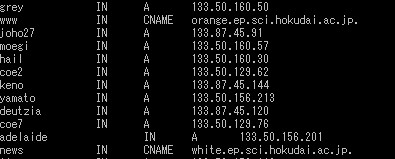 grey IN A 133.50.160.50
www IN CNAME orange.ep.sci.hokudai.ac.jp.
joho27 IN A 133.87.45.91
moegi IN A 133.50.160.57
hail IN A 133.50.160.30
coe2 IN A 133.50.129.62
keno IN A 133.87.45.144
yamato IN A 133.50.156.213
deutzia IN A 133.87.45.120
coe7 IN A 133.50.129.76
adelaide IN A 133.50.156.201
news IN CNAME white.ep.sci.hokudai.ac.jp.